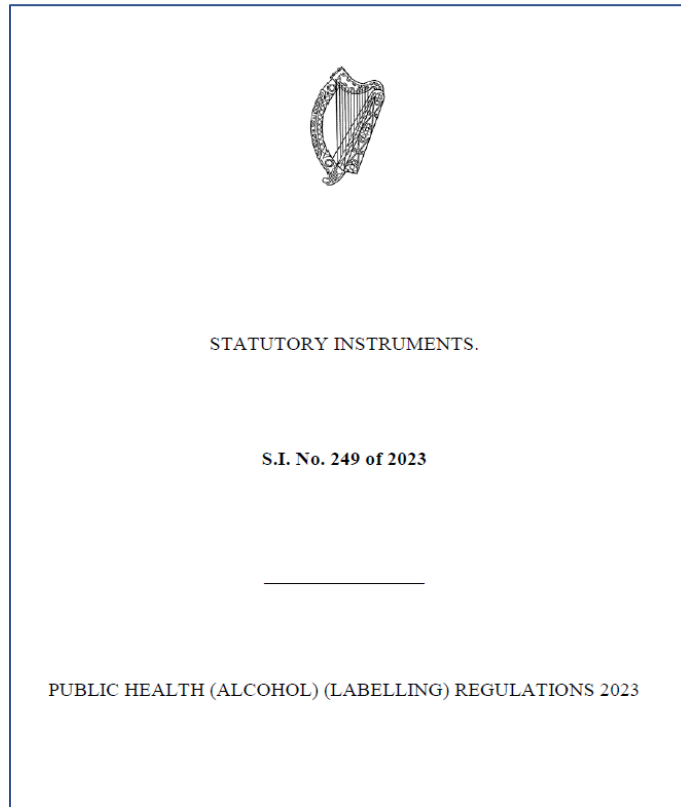 STATUTORY INSTRUMENTS.
S.I. No. 249 of 2023
PUBLIC HEALTH (ALCOHOL) (LABELLING) REGULATIONS 2023